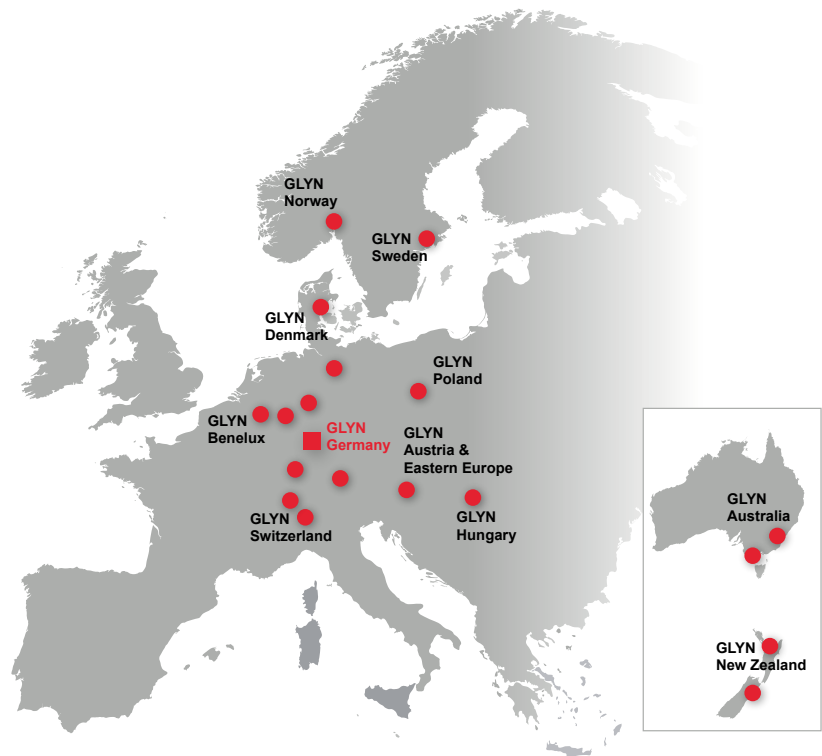 GLYN
Norway
GLYN
Sweden
GLYN
Denmark
GLYN
Poland
GLYN
Benelux
GLYN
Germany
GLYN
Austria &
Eastern Europe
GLYN
Hungary
GLYN
Switzerland
GLYN
Australia
GLYN
New Zealand